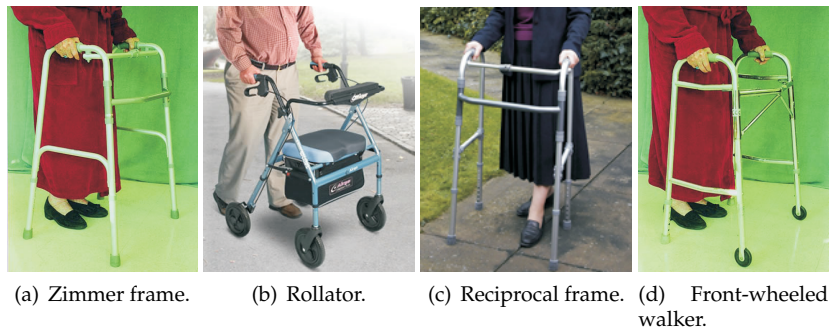 (a) Zimmer frame.
(b) Rollator.
(c) Reciprocal frame.
(d) Front-wheeled
walker.